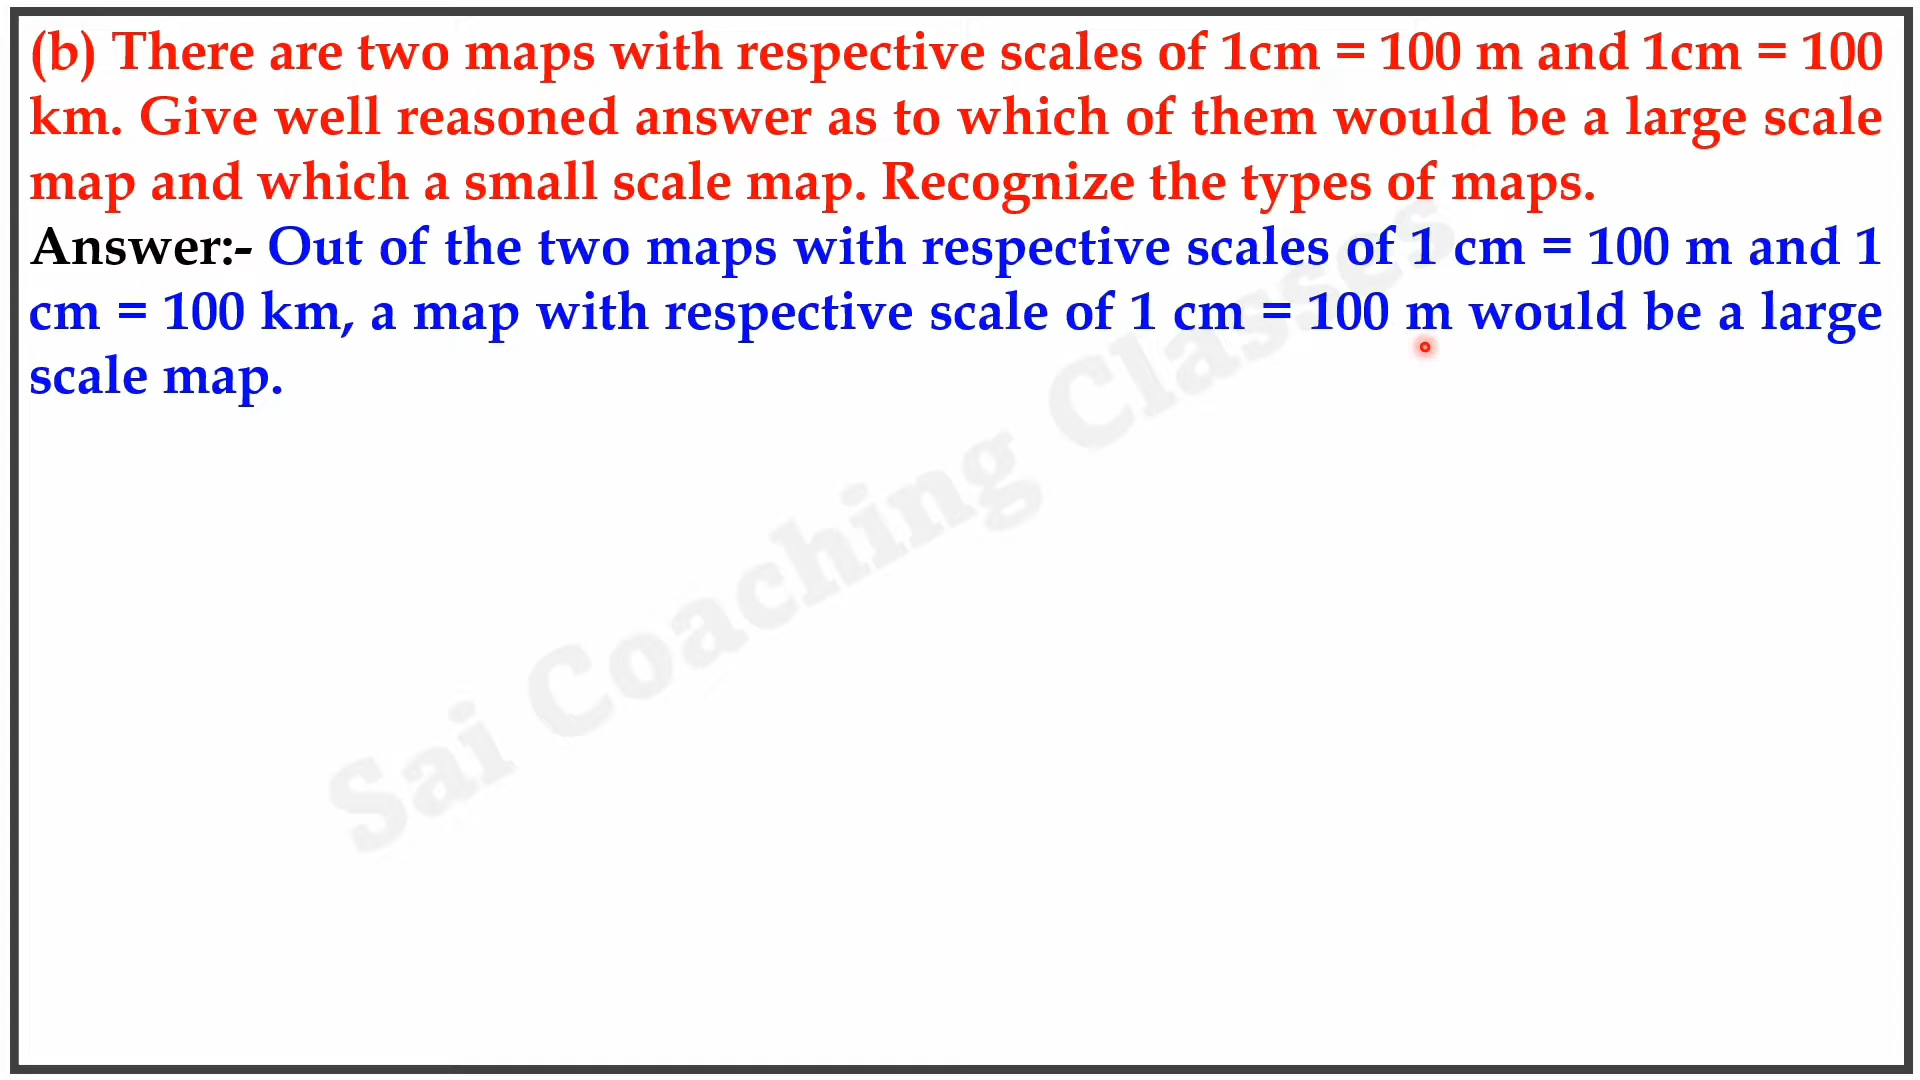 (b) There are two maps with respective scales of 1cm = 100 m and 1cm = 100
km. Give well reasoned answer as to which of them would be a large scale
map and which a small scale map. Recognize the types of maps.
Answer:- Out of the two maps with respective scales of 1 cm = 100 m and 1
cm = 100 km, a map with respective scale of 1 cm = 100 m would be a large
scale map.
Sai Coaching Classes